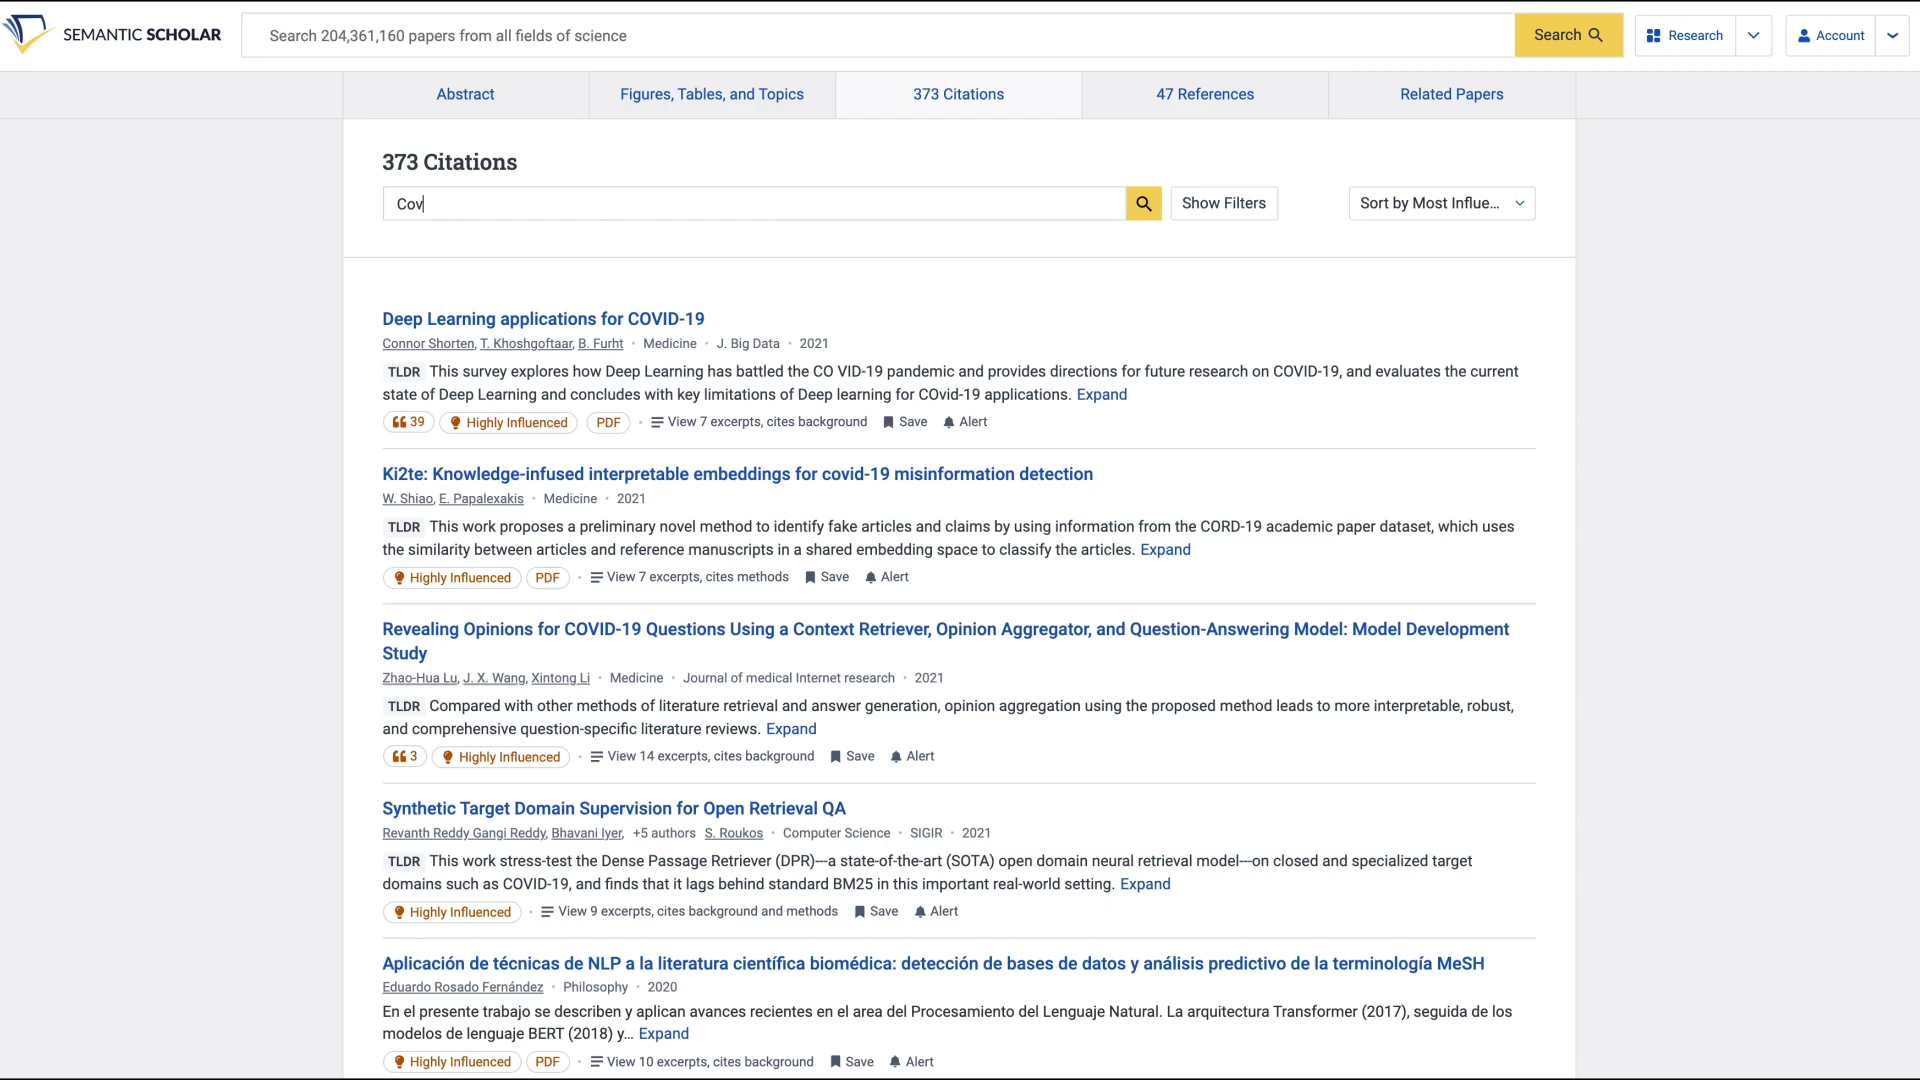 SEMANTIC SCHOLAR
Search 204,361,160 papers from all fields of science
Search
Research
Account
Abstract
Figures, Tables, and Topics
373 Citations
47 References
Related Papers
373 Citations
Cov
Show Filters
Sort by Most Influe...
Deep Learning applications for COVID-19
Connor Shorten, T. Khoshgoftaar, B. Furht · Medicine · J. Big Data · 2021
TLDR This survey explores how Deep Learning has battled the CO VID-19 pandemic and provides directions for future research on COVID-19, and evaluates the current
state of Deep Learning and concludes with key limitations of Deep learning for COvid-19 applications. Expand
39 Highly Influenced PDF · View 7 excerpts, cites background Save Alert
Ki2te: Knowledge-infused interpretable embeddings for covid-19 misinformation detection
W. Shiao, E. Papalexakis · Medicine · 2021
TLDR This work proposes a preliminary novel method to identify fake articles and claims by using information from the CORD-19 academic paper dataset, which uses
the similarity between articles and reference manuscripts in a shared embedding space to classify the articles. Expand
Highly Influenced PDF · View 7 excerpts, cites methods Save Alert
Revealing Opinions for COVID-19 Questions Using a Context Retriever, Opinion Aggregator, and Question-Answering Model: Model Development
Study
Zhao-Hua Lu, J. X. Wang, Xintong Li · Medicine · Journal of medical Internet research · 2021
TLDR Compared with other methods of literature retrieval and answer generation, opinion aggregation using the proposed method leads to more interpretable, robust,
and comprehensive question-specific literature reviews. Expand
3 Highly Influenced · View 14 excerpts, cites background Save Alert
Synthetic Target Domain Supervision for Open Retrieval QA
Revanth Reddy Gangi Reddy, Bhavani Iyer, +5 authors S. Roukos · Computer Science · SIGIR · 2021
TLDR This work stress-test the Dense Passage Retriever (DPR)---a state-of-the-art (SOTA) open domain neural retrieval model---on closed and specialized target
domains such as COVID-19, and finds that it lags behind standard BM25 in this important real-world setting. Expand
Highly Influenced · View 9 excerpts, cites background and methods Save Alert
Aplicación de técnicas de NLP a la literatura científica biomédica: detección de bases de datos y análisis predictivo de la terminología MeSH
Eduardo Rosado Fernández · Philosophy · 2020
En el presente trabajo se describen y aplican avances recientes en el area del Procesamiento del Lenguaje Natural. La arquitectura Transformer (2017), seguida de los
modelos de lenguaje BERT (2018) y... Expand
Highly Influenced PDF · View 10 excerpts, cites background Save Alert